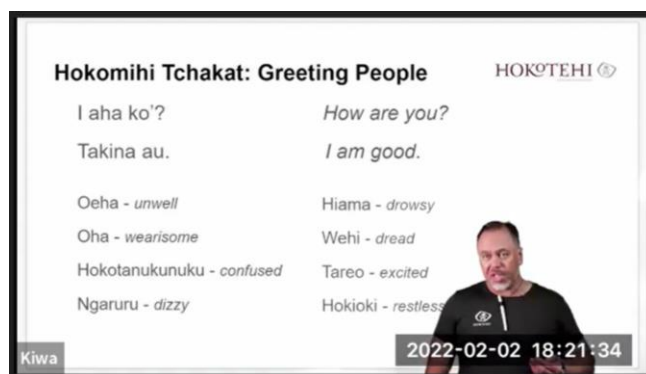 Hokomihi Tchakat: Greeting People
HOKOTEHI
I aha ko’?
How are you?
Takina au.
I am good.
Oeha - unwell
Hiama - drowsy
Oha - wearisome
Wehi - dread
Hokotanukunuku - confused
Tareo - excited
Ngaruru - dizzy
Hokioki - restless
Kiwa
2022-02-02 18:21:34